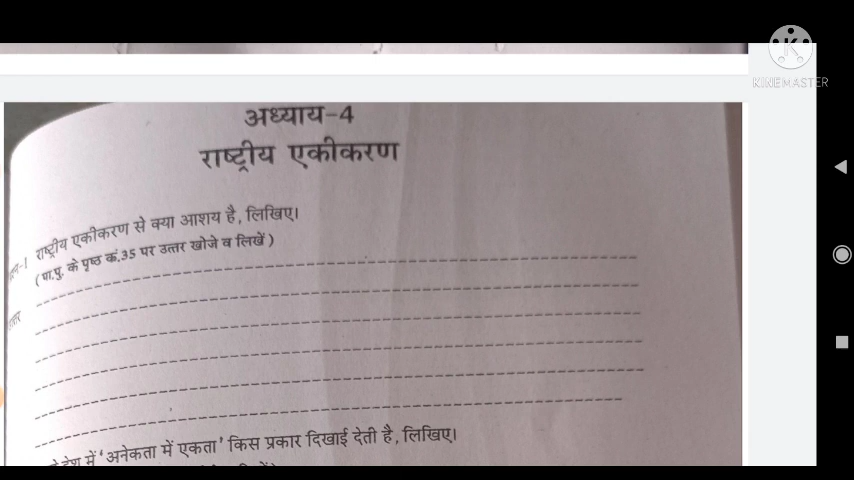 KINEMASTER
अध्याय-4
राष्ट्रीय एकीकरण
राष्ट्रीय एकीकरण से क्या आशय है, लिखिए।
(पा.पु. के पृष्ठ कं.35 पर उत्तर खोजे व लिखें)
में 'अनेकता में एकता' किस प्रकार दिखाई देती है, लिखिए।